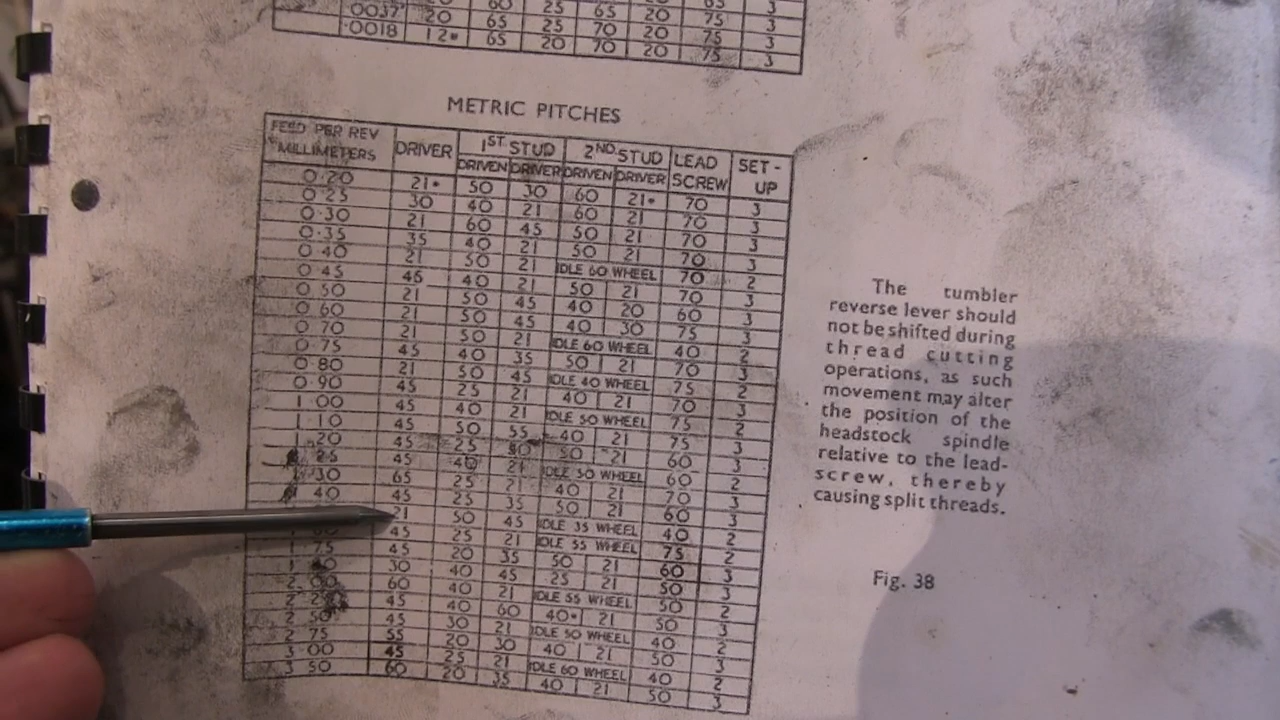 60 25 65 20 75 3
.0037 20 65 25 70 20 75 3
.0018 12• 65 20 70 20 75 3
METRIC PITCHES
FEED PER REV MILLIMETERS DRIVER 1ST STUD 2ND STUD LEAD SCREW SET-UP
DRIVEN DRIVER DRIVEN DRIVER
0·20 21• 50 30 60 21• 70 3
0·25 30 40 21 60 21 70 3
0·30 21 60 45 50 21 70 3
0·35 35 40 21 50 21 70 3
0·40 21 50 21 IDLE 60 WHEEL 70 2
0·45 45 40 21 50 21 70 3
0·50 21 50 45 40 20 60 3
0·60 21 50 45 40 30 75 3
0·70 21 50 21 IDLE 60 WHEEL 40 2
0·75 45 40 35 50 21 70 3
0·80 21 50 45 IDLE 40 WHEEL 75 2
0·90 45 25 21 40 21 70 3
1·00 45 40 21 IDLE 50 WHEEL 75 2
1·10 45 50 55 40 21 75 3
1·20 45 25 50 21 60 3
25 45 40 21 IDLE 50 WHEEL 60 2
30 65 25 21 40 21 70 3
40 45 25 35 50 21 60 3
21 50 45 IDLE 35 WHEEL 40 2
45 25 21 IDLE 55 WHEEL 75 2
1·75 45 20 35 50 21 60 3
30 40 45 25 21 50 3
2·00 60 40 21 IDLE 55 WHEEL 50 2
2· 45 40 60 40• 21 50 3
2·50 45 30 21 IDLE 50 WHEEL 40 2
2·75 55 20 30 40 21 50 3
3·00 45 25 21 IDLE 60 WHEEL 40 2
3·50 60 20 35 40 21 50 3
The tumbler
reverse lever should
not be shifted during
thread cutting
operations, as such
movement may alter
the position of the
headstock spindle
relative to the lead-
screw, thereby
causing split threads.
Fig. 38